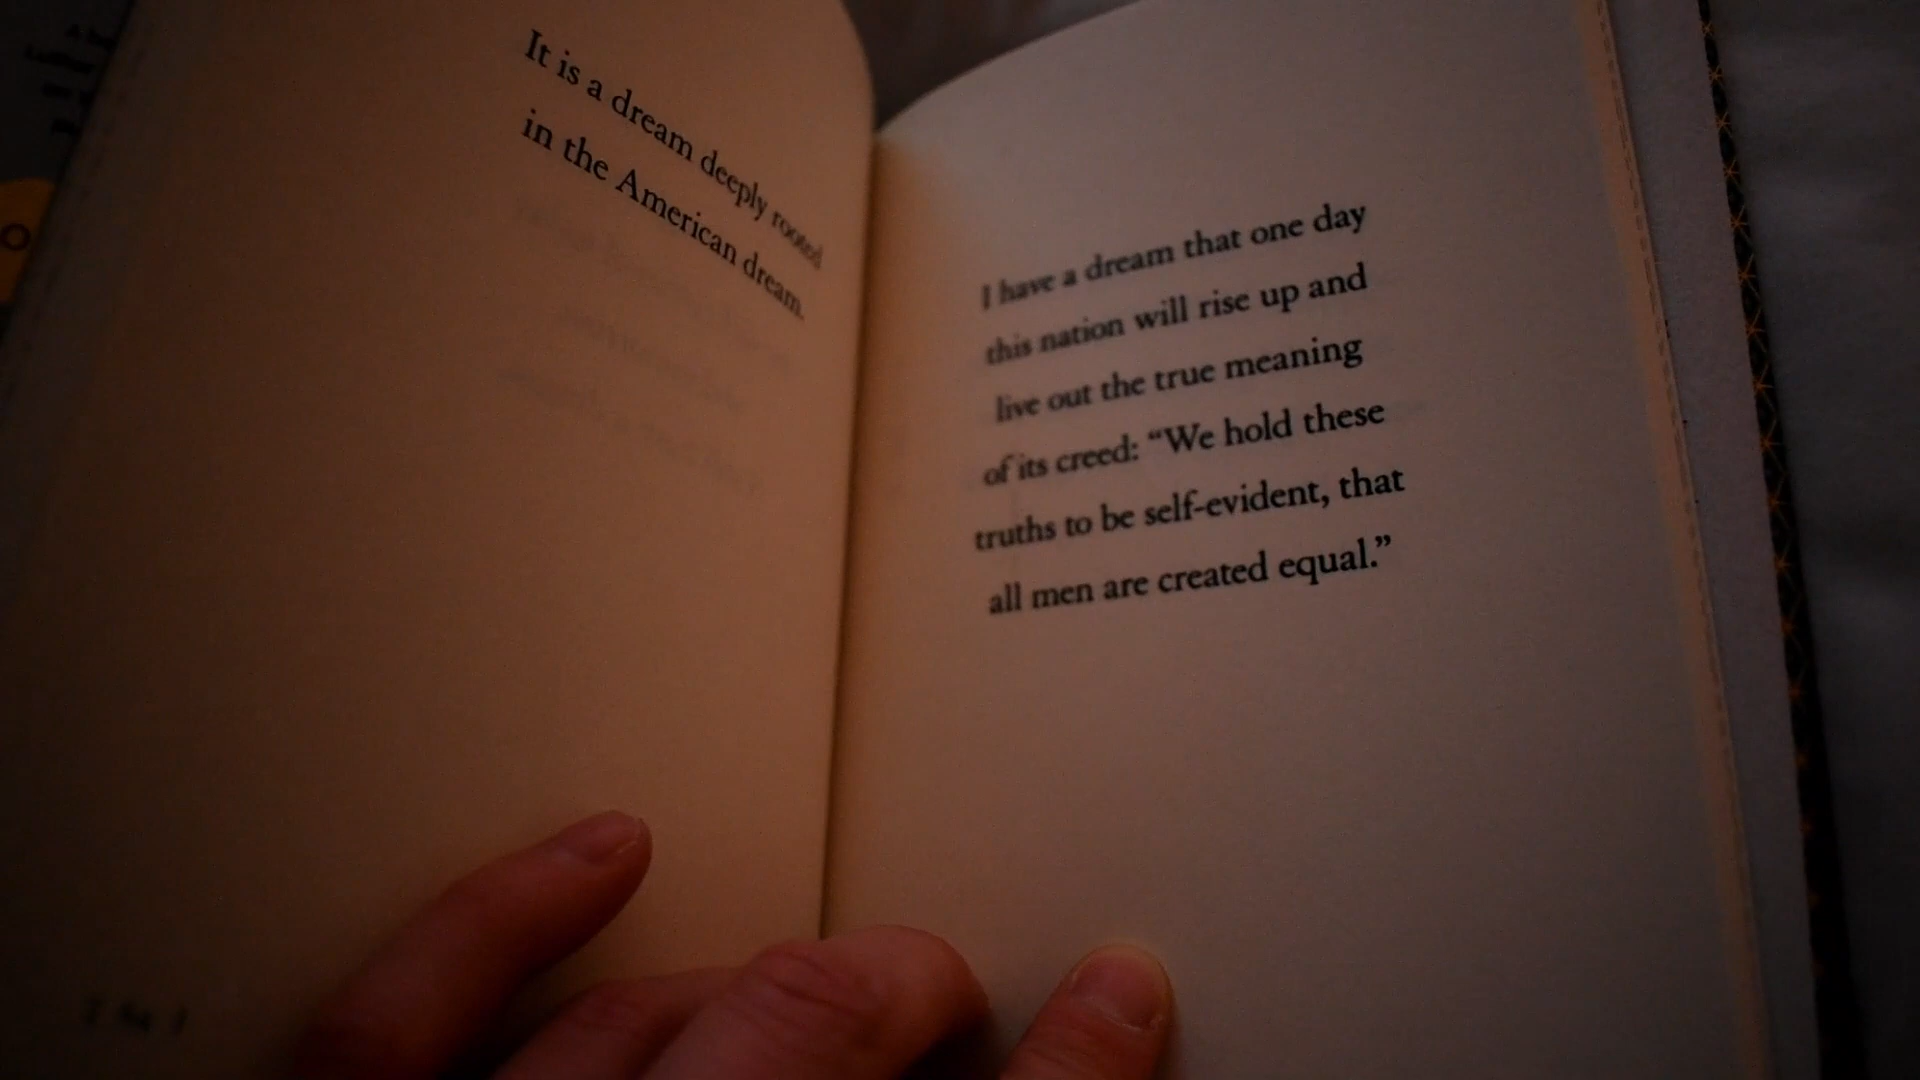 It is a dream deeply rooted
in the American dream.
I have a dream that one day
this nation will rise up and
live out the true meaning
of its creed: “We hold these
truths to be self-evident, that
all men are created equal.”